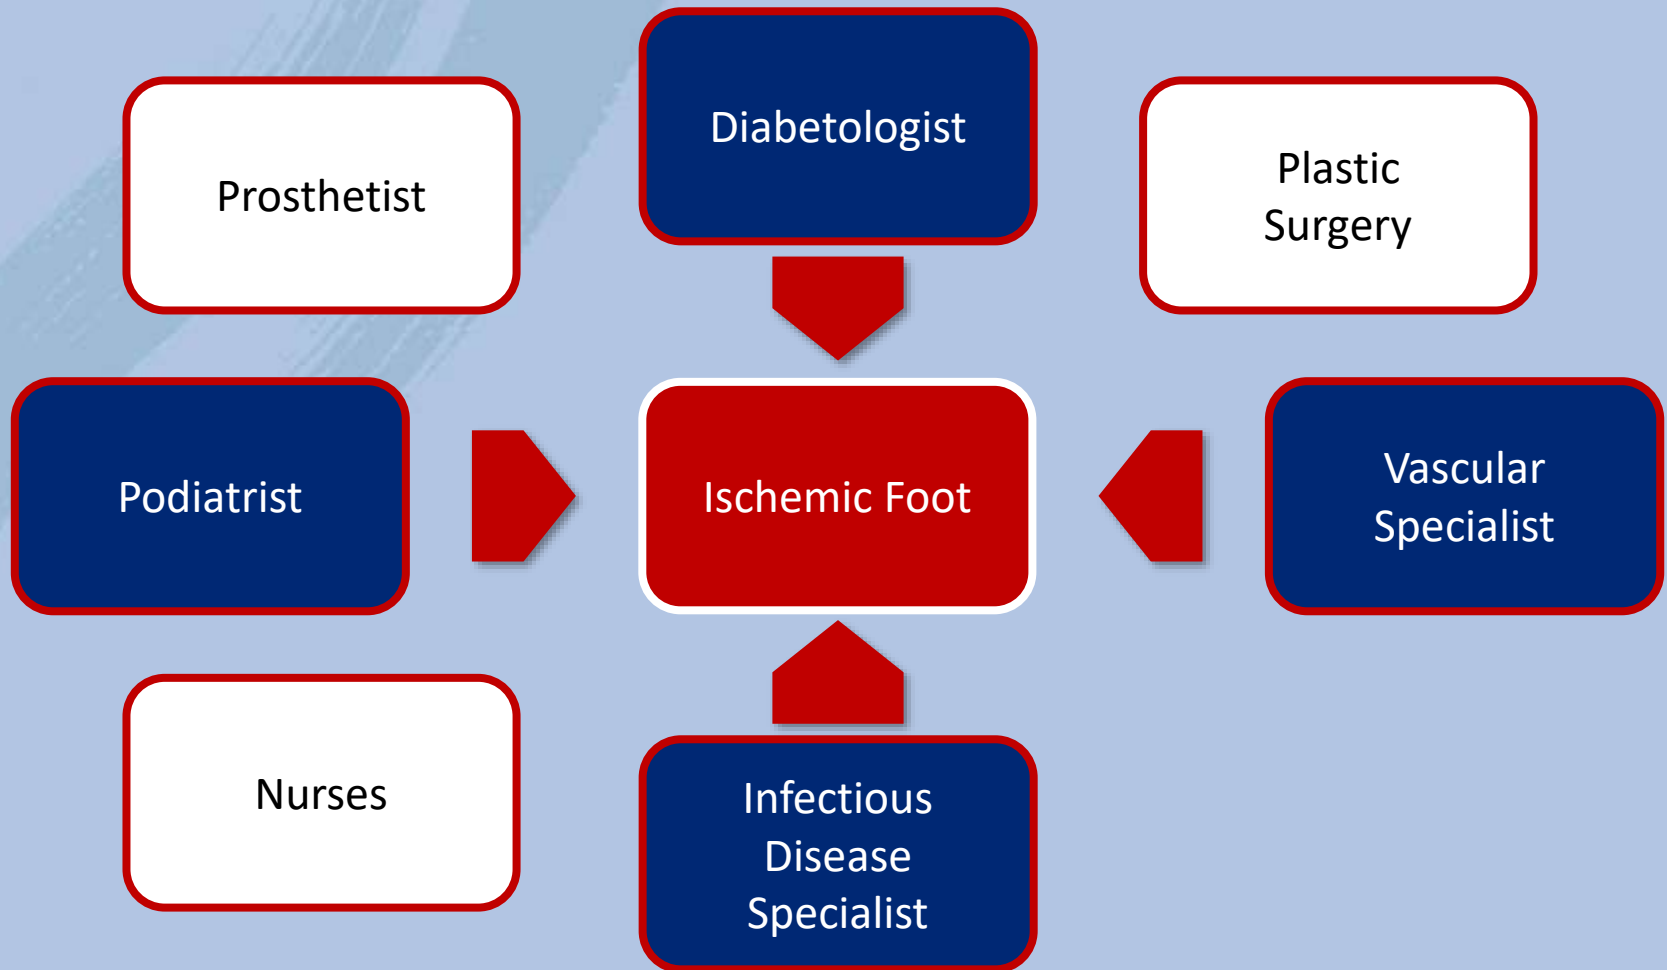 Diabetologist
Prosthetist
Plastic
Surgery
Podiatrist
Ischemic Foot
Vascular
Specialist
Nurses
Infectious
Disease
Specialist